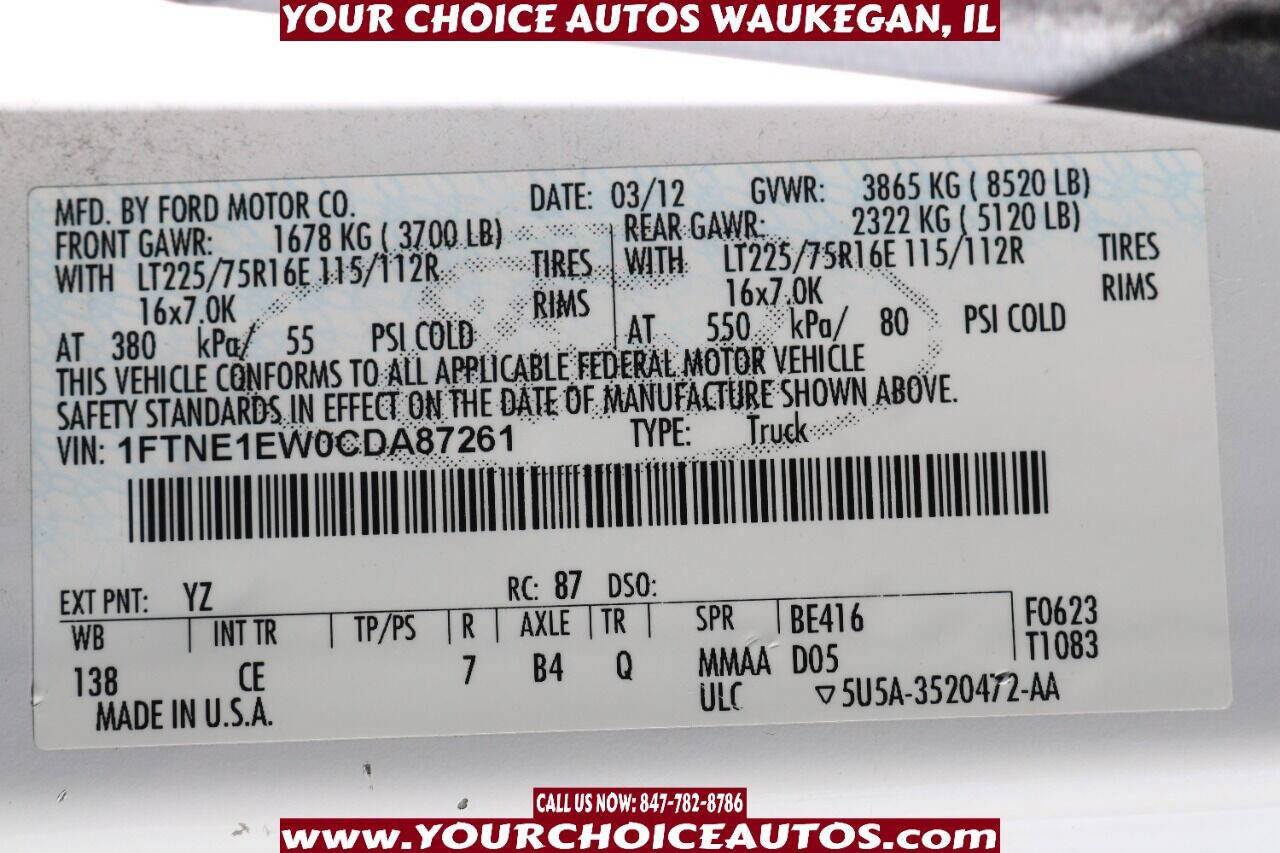 YOUR CHOICE AUTOS WAUKEGAN, IL
MFD. BY FORD MOTOR CO. DATE: 03/12 GVWR: 3865 KG ( 8520 LB)
FRONT GAWR: 1678 KG ( 3700 LB) REAR GAWR: 2322 KG ( 5120 LB)
WITH LT225/75R16E 115/112R TIRES WITH LT225/75R16E 115/112R TIRES
16x7.0K RIMS 16x7.0K RIMS
AT 380 kPa/ 55 PSI COLD AT 550 kPa/ 80 PSI COLD
THIS VEHICLE CONFORMS TO ALL APPLICABLE FEDERAL MOTOR VEHICLE
SAFETY STANDARDS IN EFFECT ON THE DATE OF MANUFACTURE SHOWN ABOVE.
VIN: 1FTNE1EW0CDA87261 TYPE: Truck
EXT PNT: YZ RC: 87 DSO:
WB INT TR TP/PS R AXLE TR SPR BE416 F0623
138 CE 7 B4 Q MMAA D05 T1083
MADE IN U.S.A. ULC ▽5U5A-3520472-AA
CALL US NOW: 847-782-8786
www.YOURCHOICEAUTOS.com